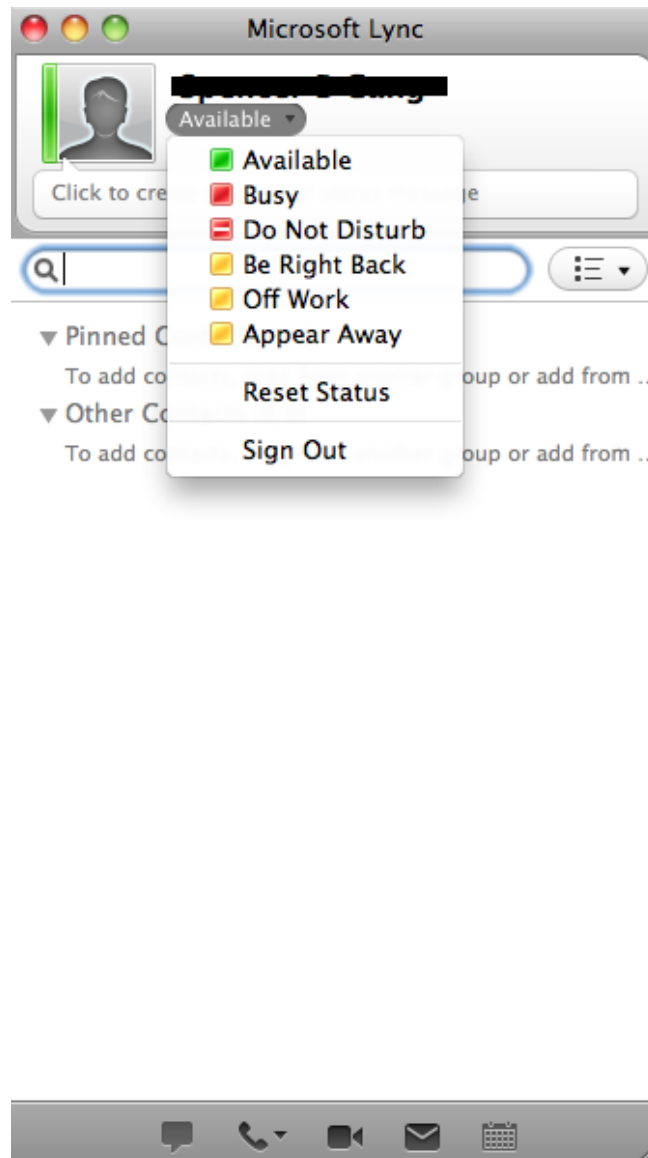 Microsoft Lync
Available
Available
Click to cre
Busy
e
Do Not Disturb
Be Right Back
Off Work
Pinned C
Appear Away
To add co
oup or add from ..
Reset Status
Other Co
To add co
Sign Out
oup or add from ..